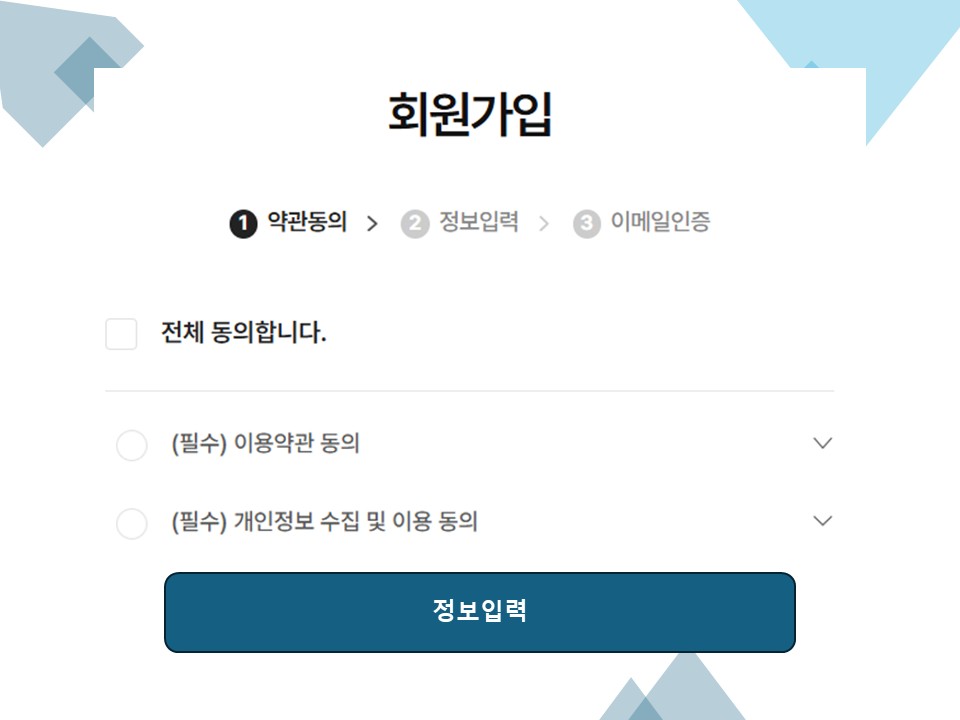 회원가입
1 약관동의 > 2 정보입력 > 3 이메일인증
전체 동의합니다.
(필수) 이용약관 동의
(필수) 개인정보 수집 및 이용 동의
정보입력